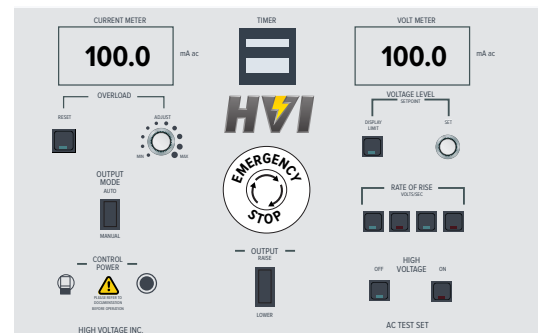 CURRENT METER
TIMER
VOLT METER
100.0
mA ac
100.0
mA ac
OVERLOAD
RESET
ADJUST
MIN
MAX
HVI
VOLTAGE LEVEL
SETPOINT
DISPLAY
LIMIT
SET
EMERGENCY
STOP
OUTPUT
MODE
AUTO
MANUAL
RATE OF RISE
VOLTS/SEC
CONTROL
POWER
PLEASE REFER TO
DOCUMENTATION
BEFORE OPERATION
OUTPUT
RAISE
LOWER
HIGH
VOLTAGE
OFF
ON
HIGH VOLTAGE INC.
AC TEST SET